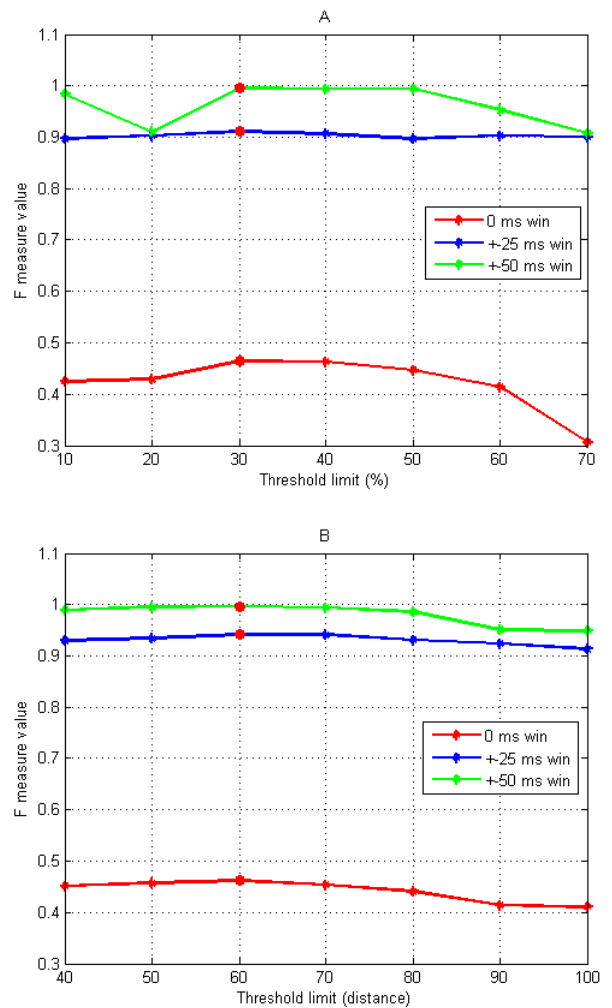 A
1.1
1
0.9
0.8
0.7
0.6
0.5
0.4
0.3
F measure value
0 ms win
+-25 ms win
+-50 ms win
10 20 30 40 50 60 70
Threshold limit (%)
B
1.1
1
0.9
0.8
0.7
0.6
0.5
0.4
0.3
F measure value
0 ms win
+-25 ms win
+-50 ms win
40 50 60 70 80 90 100
Threshold limit (distance)